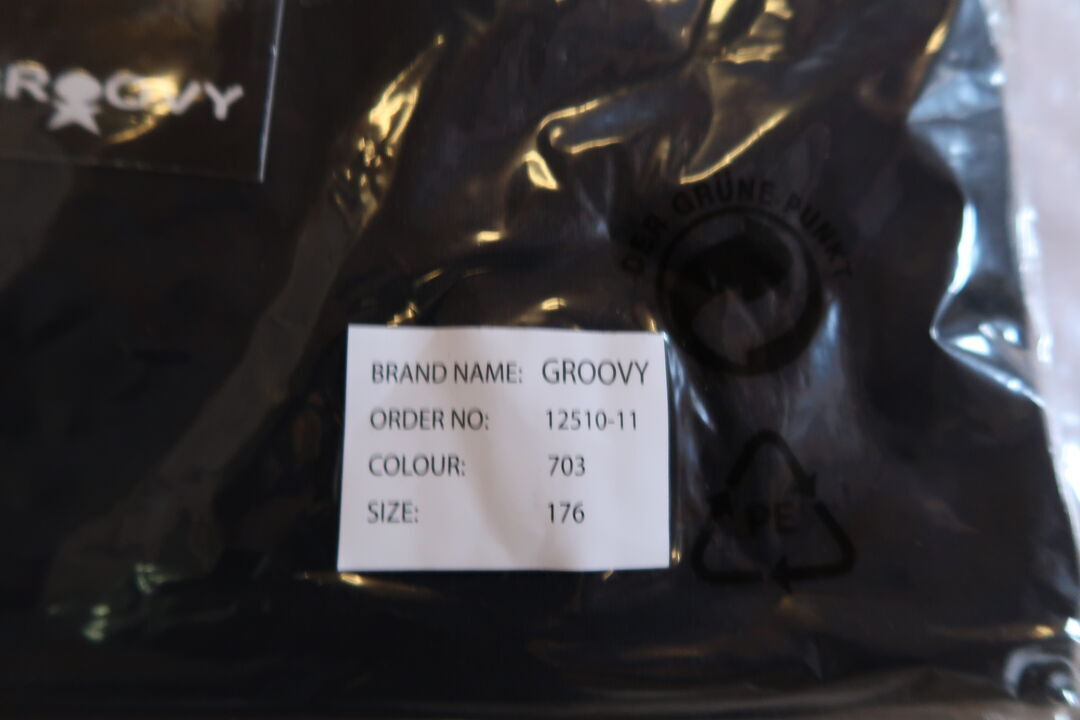 GROOVY
DER GRÜNE PUNKT
BRAND NAME: GROOVY
ORDER NO: 12510-11
COLOUR: 703
SIZE: 176
PE